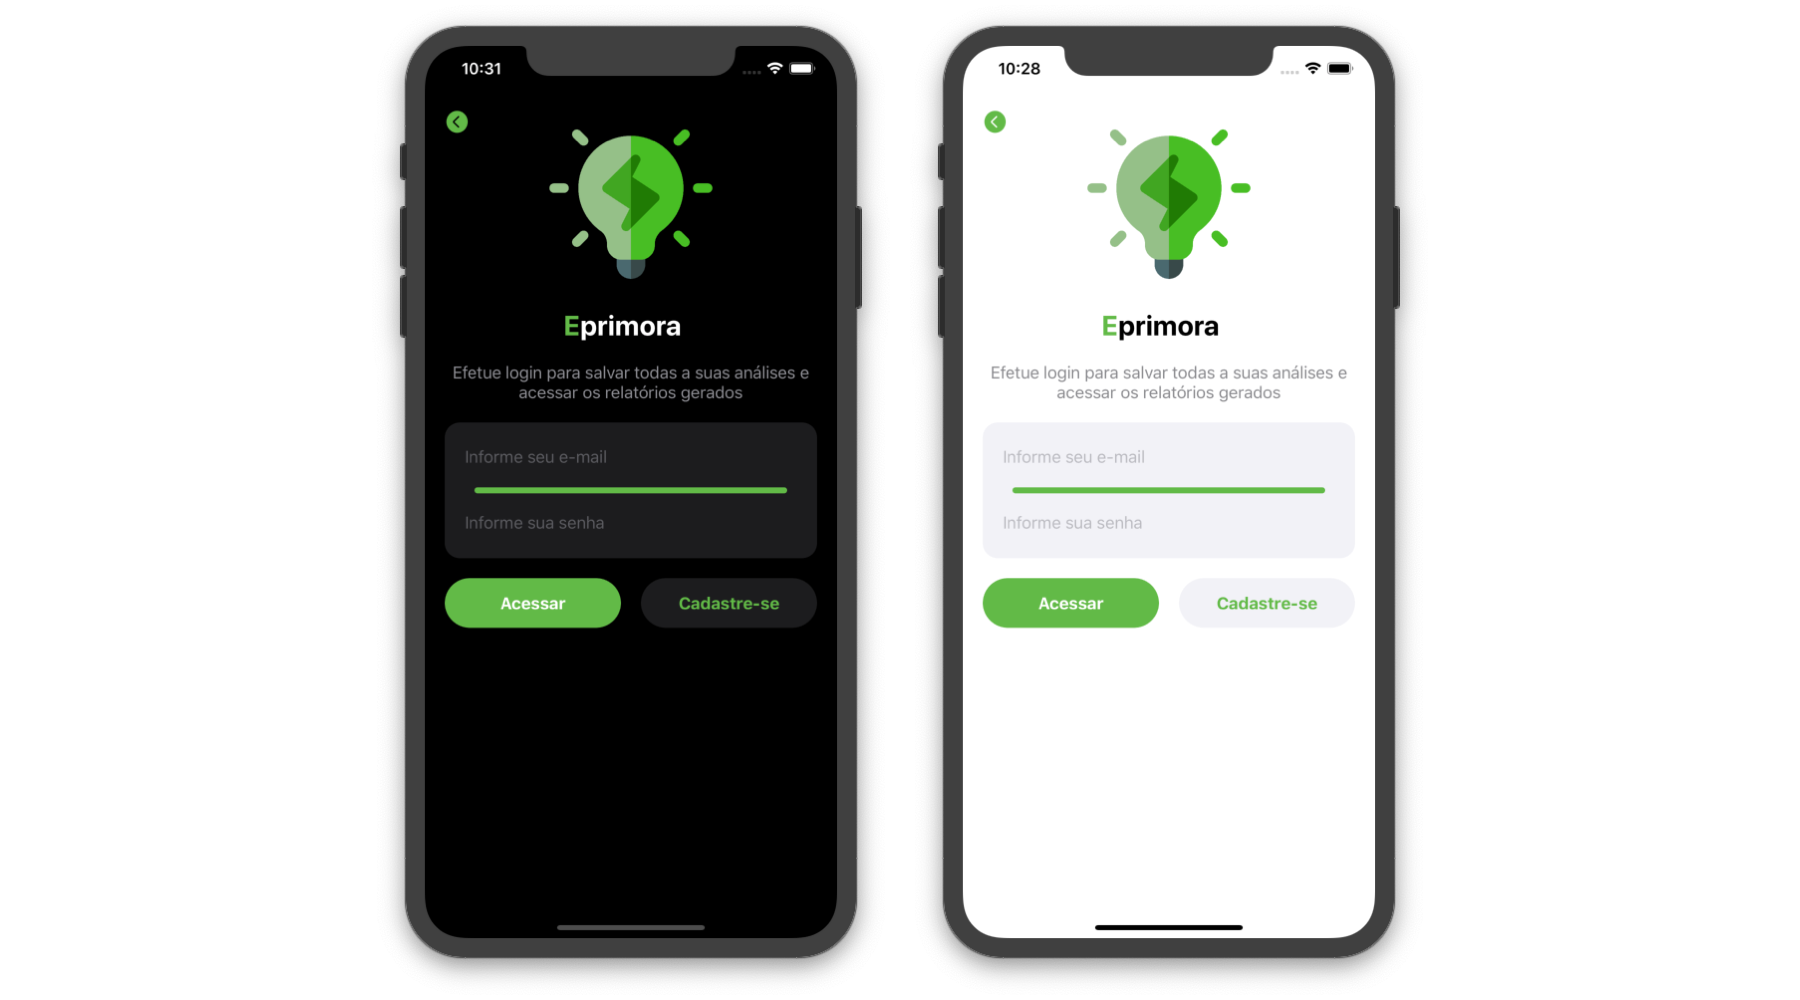 10:31
Eprimora
Efetue login para salvar todas a suas análises e
acessar os relatórios gerados
Informe seu e-mail
Informe sua senha
Acessar
Cadastre-se
10:28
Eprimora
Efetue login para salvar todas a suas análises e
acessar os relatórios gerados
Informe seu e-mail
Informe sua senha
Acessar
Cadastre-se